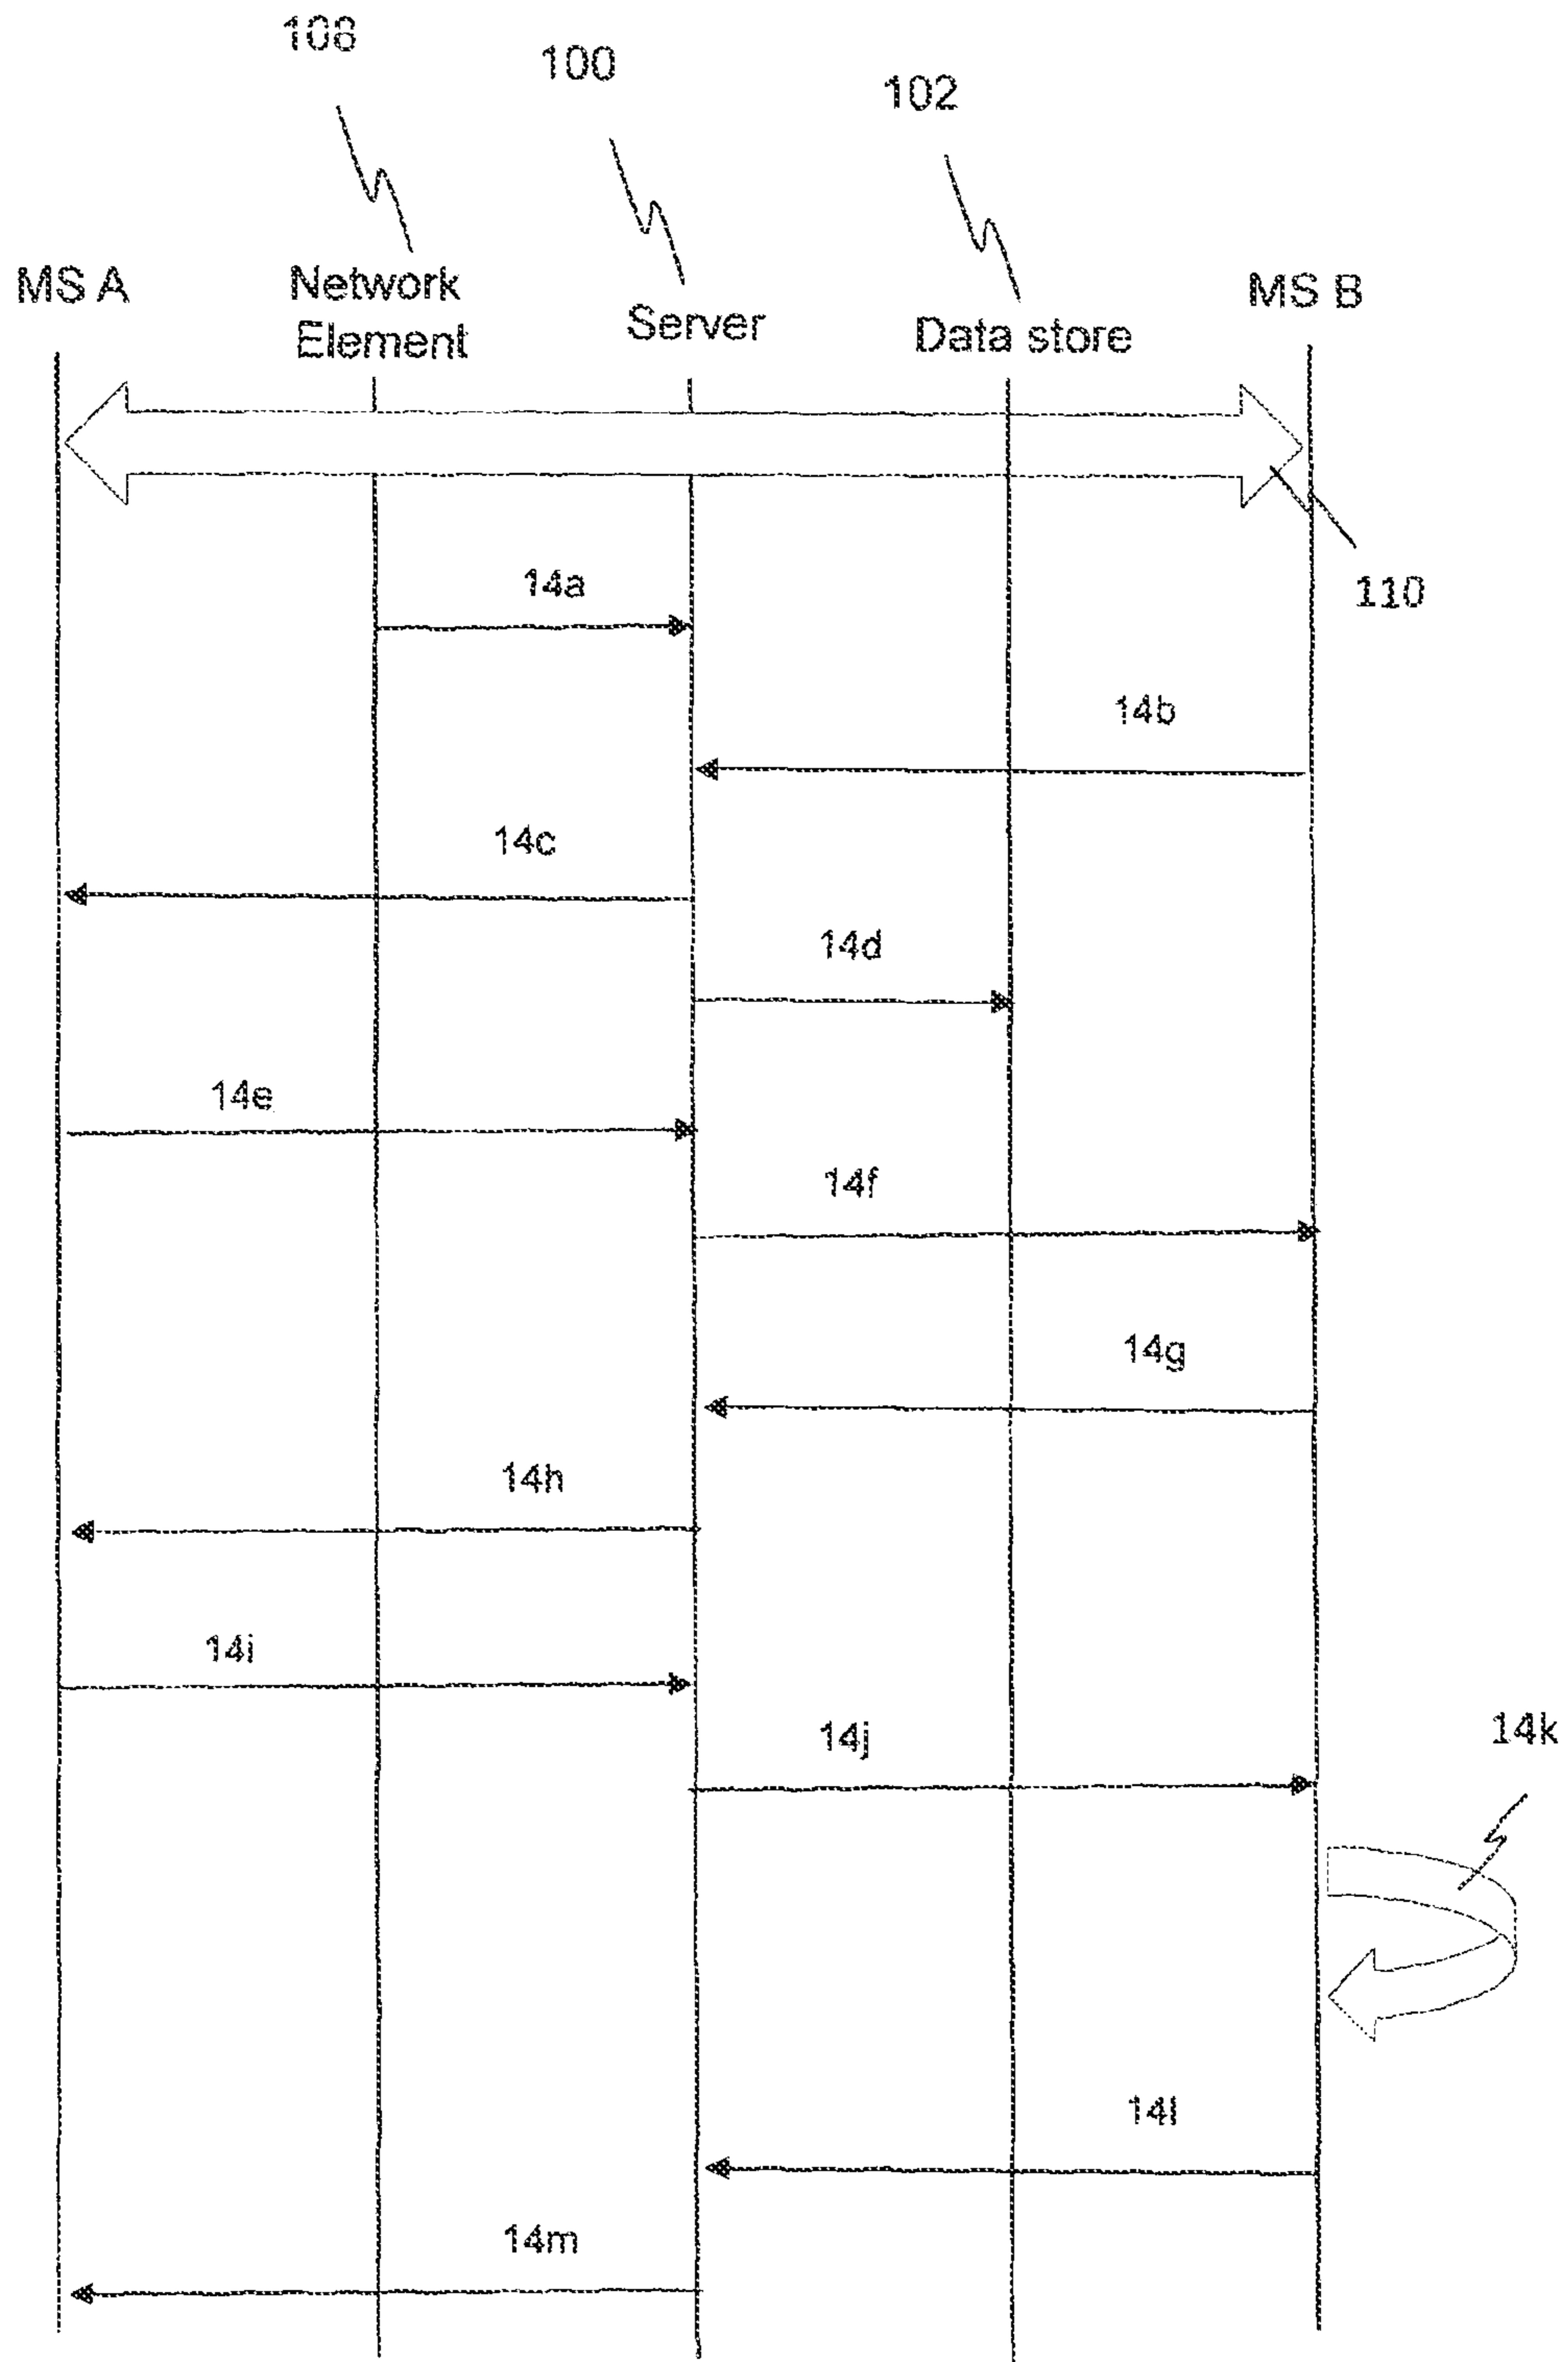 108
100
102
MS A
Network
Element
Server
Data store
MS B
110
14a
14b
14c
14d
14e
14f
14g
14h
14i
14j
14k
14l
14m